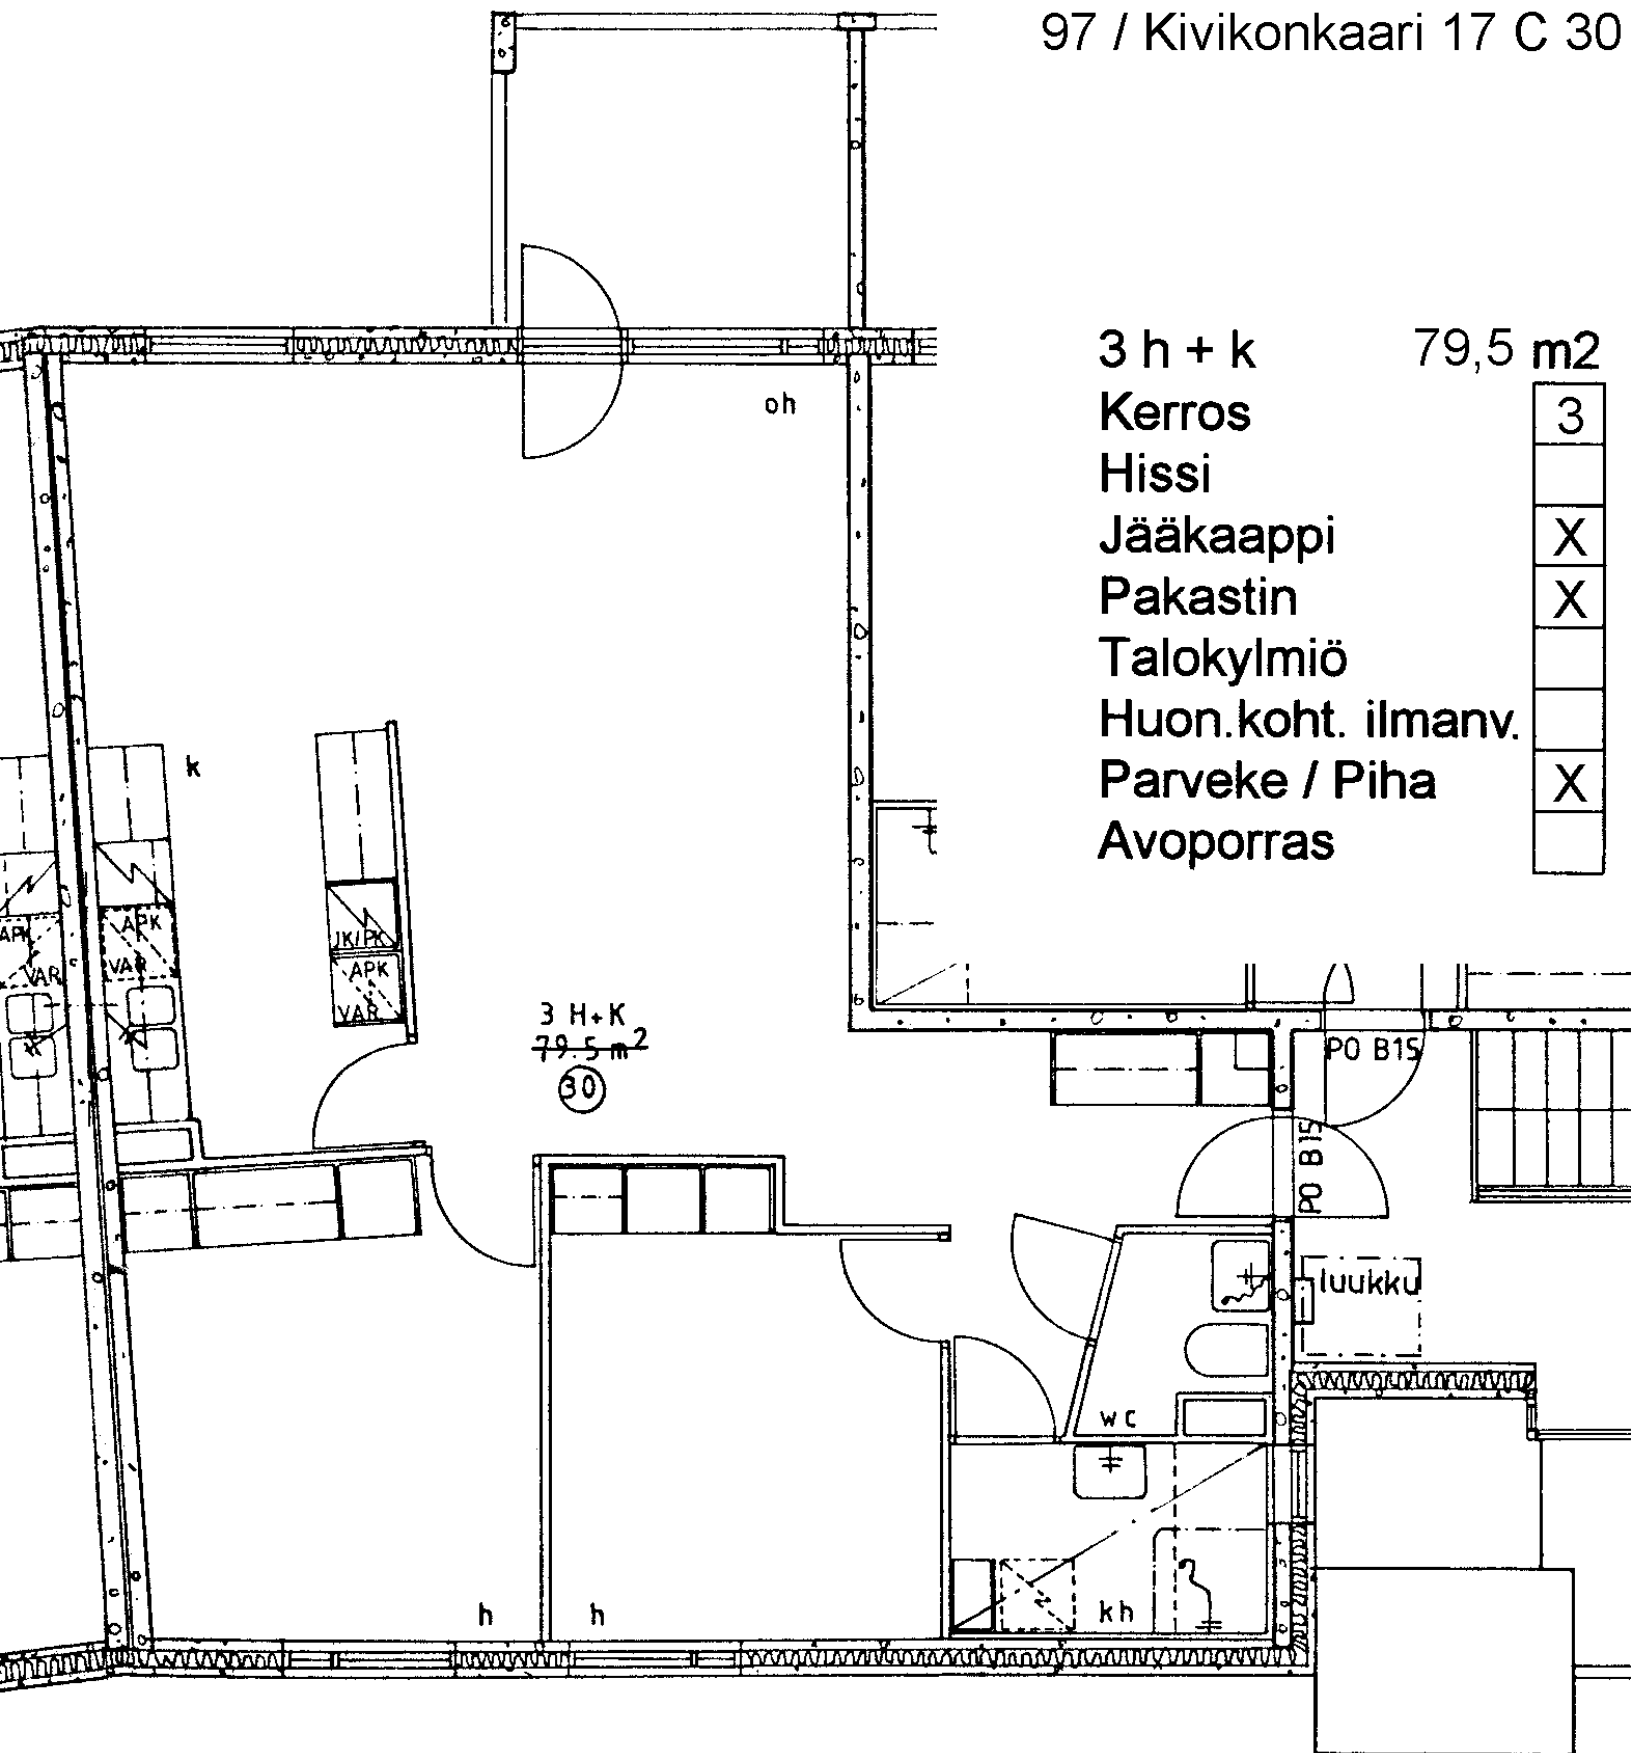 97 / Kivikonkaari 17 C 30
3 h + k 79,5 m2
Kerros 3
Hissi
Jääkaappi X
Pakastin X
Talokylmiö
Huon.koht. ilmanv.
Parveke / Piha X
Avoporras
oh
k
APK
VAR
APK
VAR
JK/PK
APK
VAR
3 H+K
79.5 m2
30
PO B15
PO B15
luukku
wc
kh
h
h